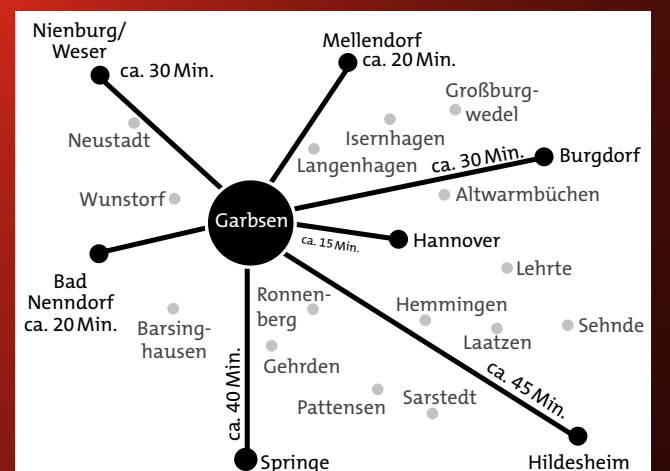 Nienburg/
Weser
ca. 30 Min.
Mellendorf
ca. 20 Min.
Großburg-
wedel
Neustadt
Isernhagen
Langenhagen
ca. 30 Min.
Burgdorf
Wunstorf
Altwarmbüchen
Garbsen
ca. 15 Min.
Hannover
Bad
Nenndorf
ca. 20 Min.
Lehrte
Ronnen-
berg
Hemmingen
Barsing-
hausen
Laatzen
Sehnde
Gehrden
ca. 40 Min.
ca. 45 Min.
Pattensen
Sarstedt
Springe
Hildesheim